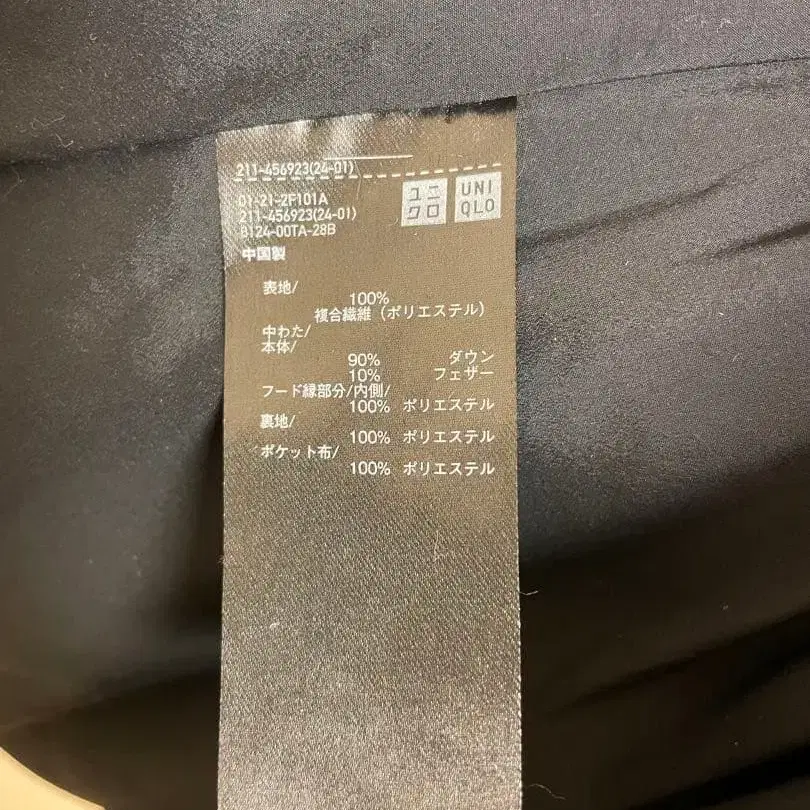 211-456923(24-01)
ユニ
クロ
UNI
QLO
01-21-2F101A
211-456923(24-01)
8124-00TA-28B
中国製
表地/
100%
複合繊維 (ポリエステル)
中わた/
本体/
90% ダウン
10% フェザー
フード縁部分/内側/
100% ポリエステル
裏地/
100% ポリエステル
ポケット布/
100% ポリエステル